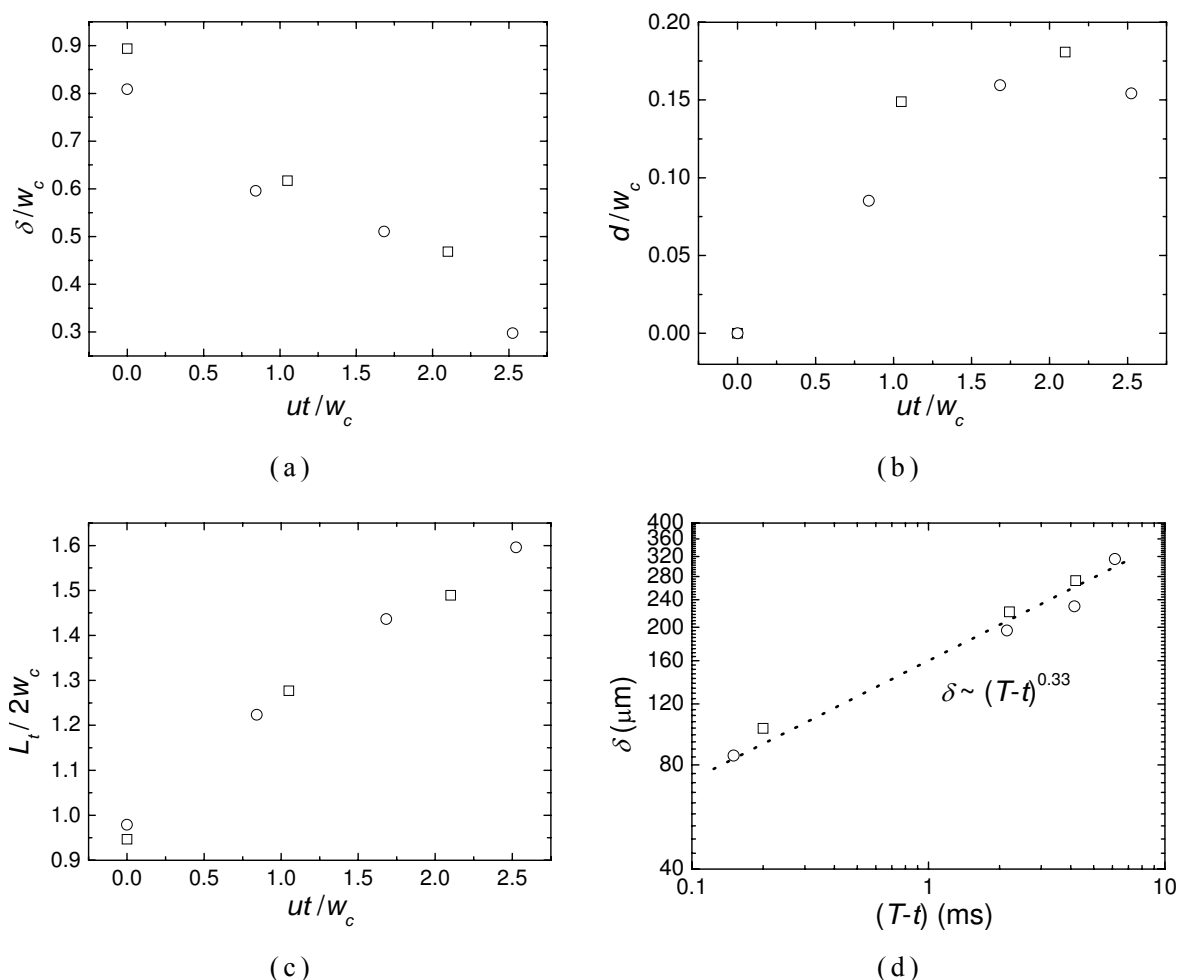 0.9
0.8
0.7
0.6
0.5
0.4
0.3
δ/w_c
0.0 0.5 1.0 1.5 2.0 2.5
ut/w_c
(a)
0.20
0.15
0.10
0.05
0.00
d/w_c
0.0 0.5 1.0 1.5 2.0 2.5
ut/w_c
(b)
1.6
1.5
1.4
1.3
1.2
1.1
1.0
0.9
L_t/2w_c
0.0 0.5 1.0 1.5 2.0 2.5
ut/w_c
(c)
400
360
320
280
240
200
160
120
80
40
δ (μm)
δ ~ (T-t)^0.33
0.1 1 10
(T-t) (ms)
(d)